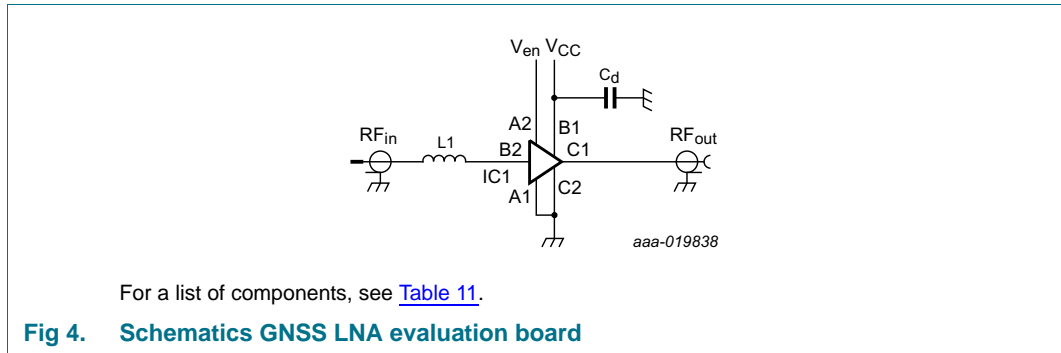 Ven VCC
Cd
A2 B1
RFin L1 B2 C1 RFout
IC1
A1 C2
aaa-019838
For a list of components, see Table 11.
Fig 4. Schematics GNSS LNA evaluation board